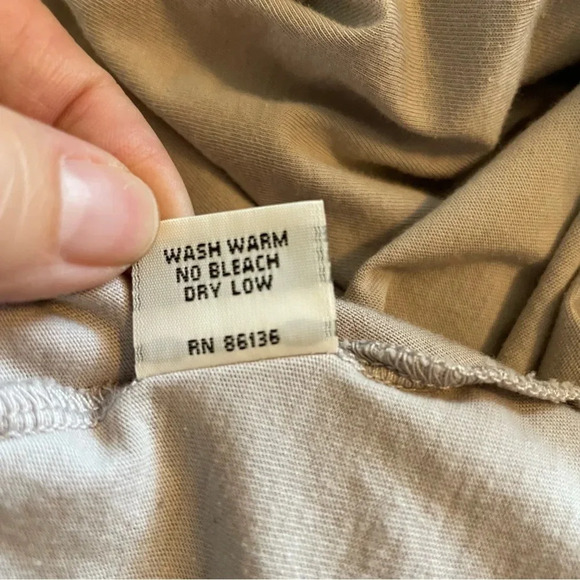 WASH WARM
NO BLEACH
DRY LOW
RN 86136